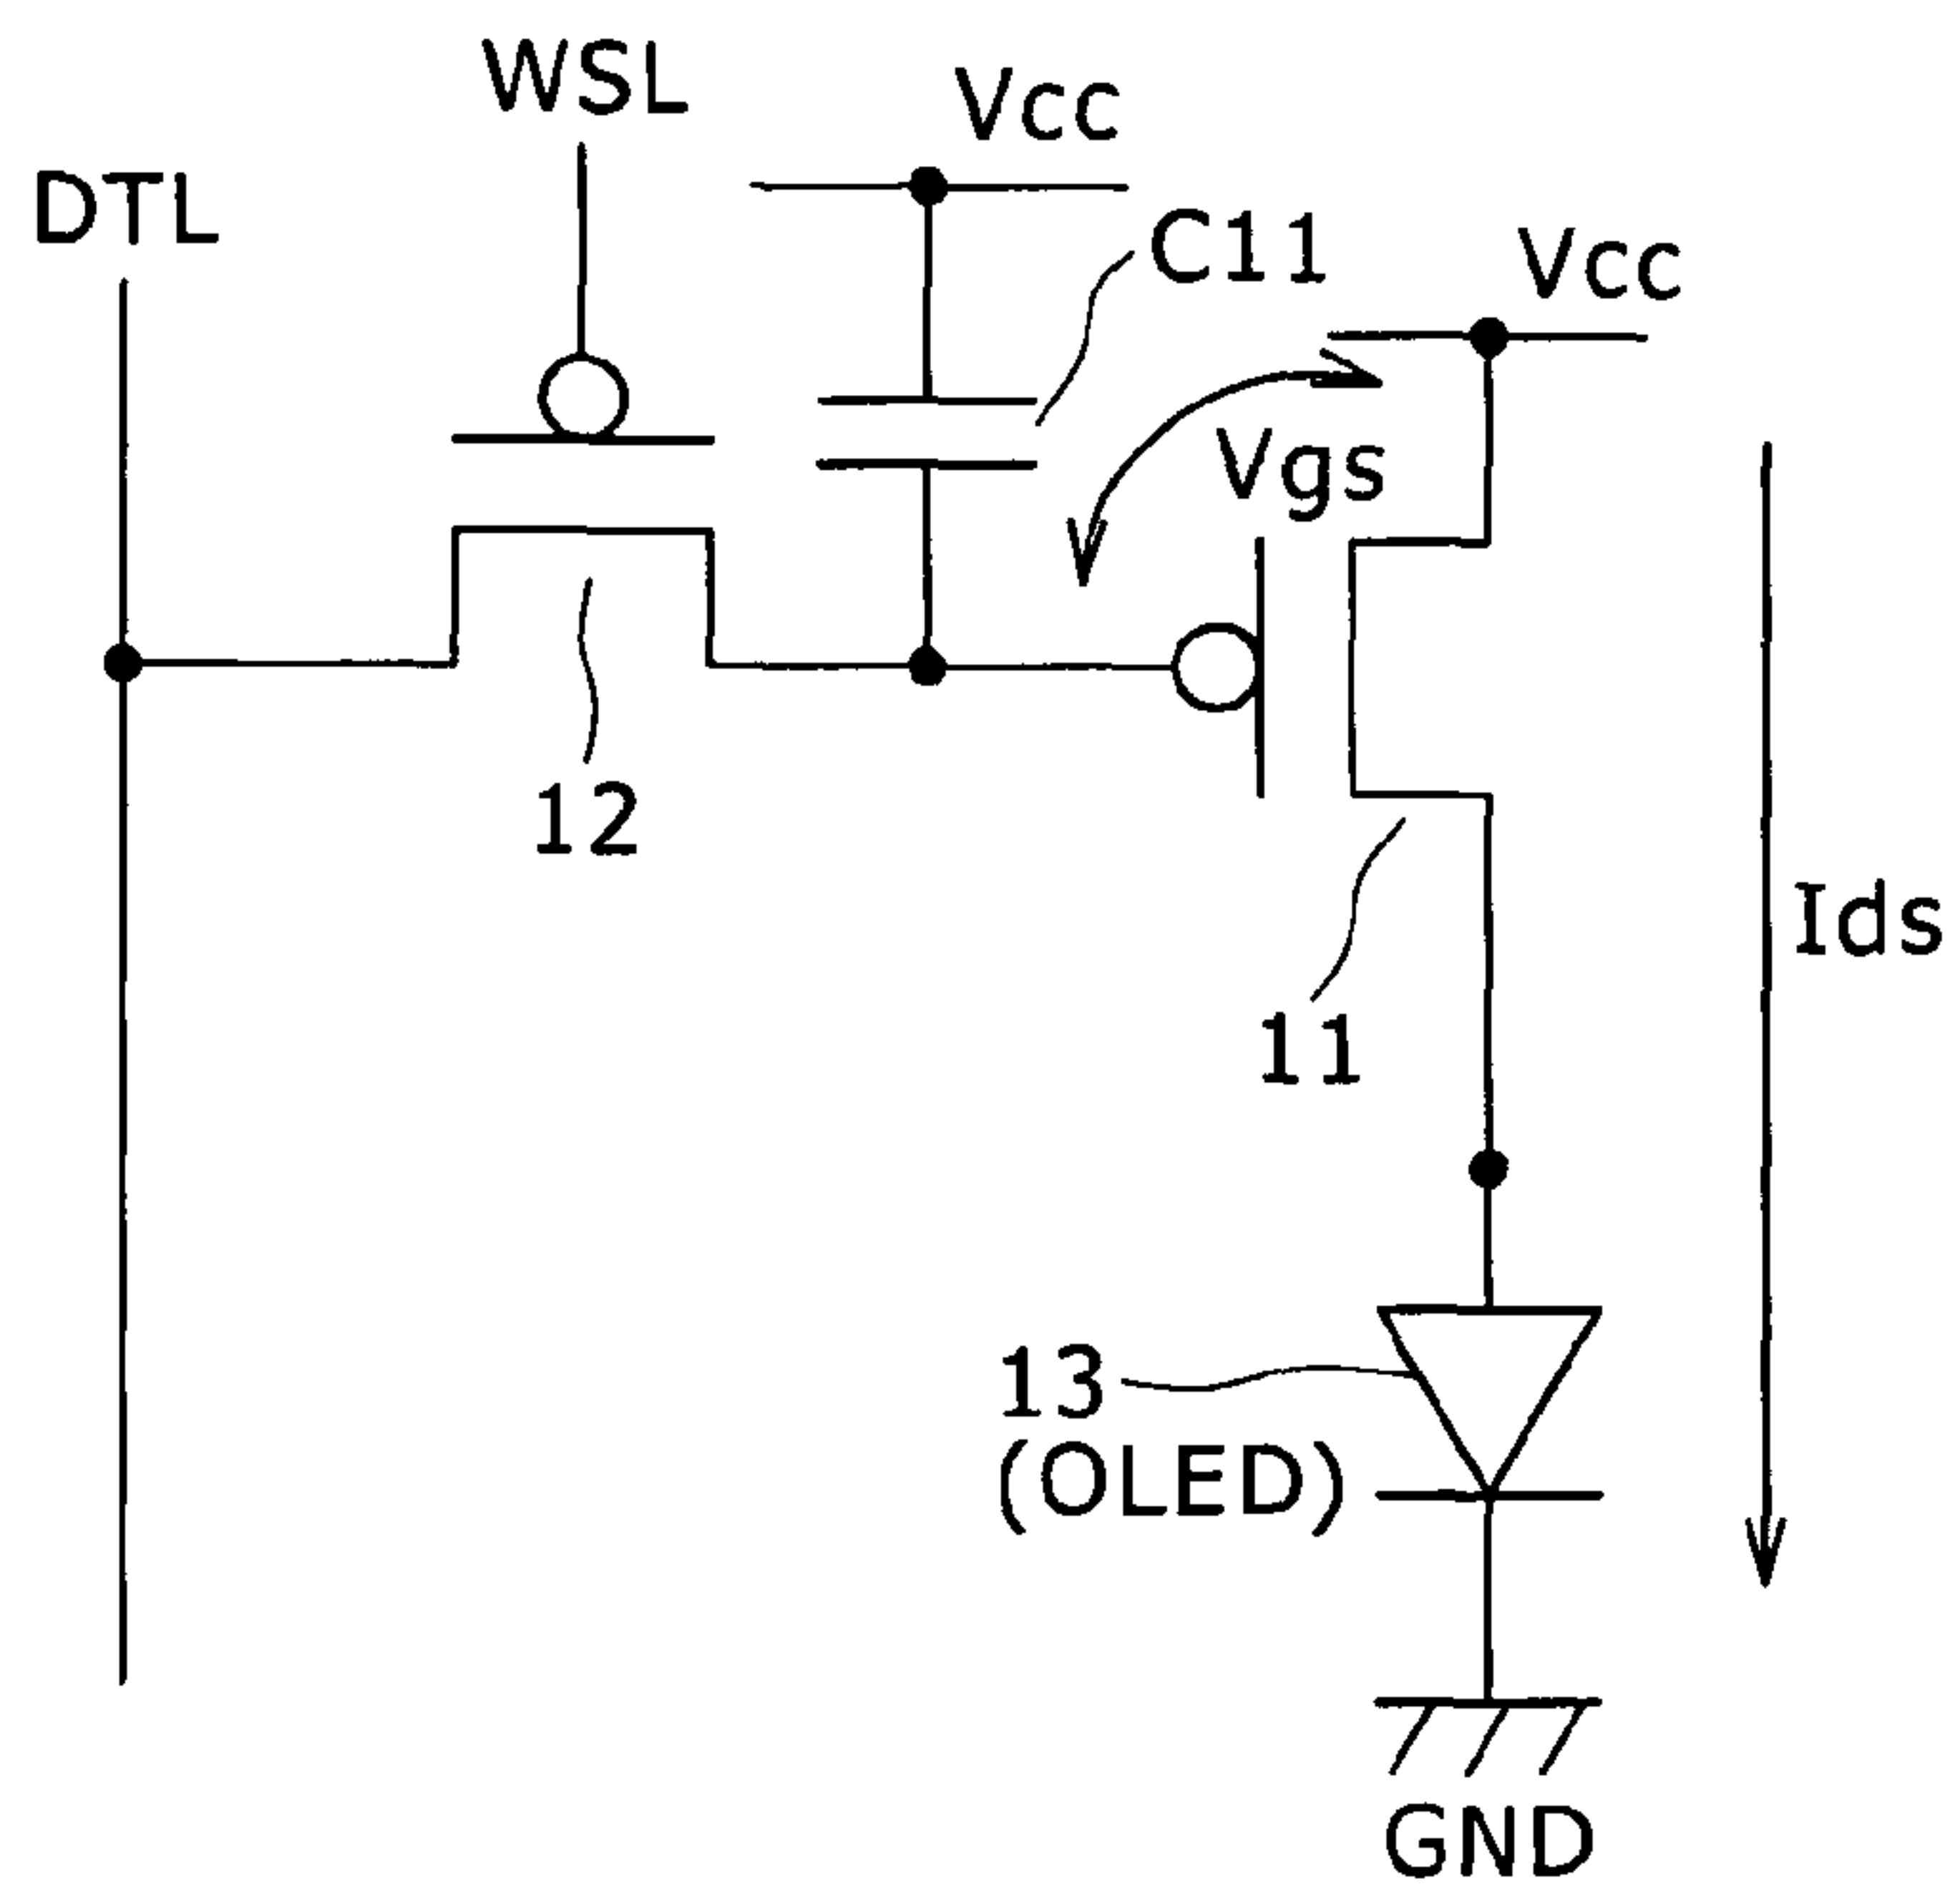 WSL
Vcc
DTL
C11
Vcc
Vgs
12
Ids
11
13
(OLED)
GND